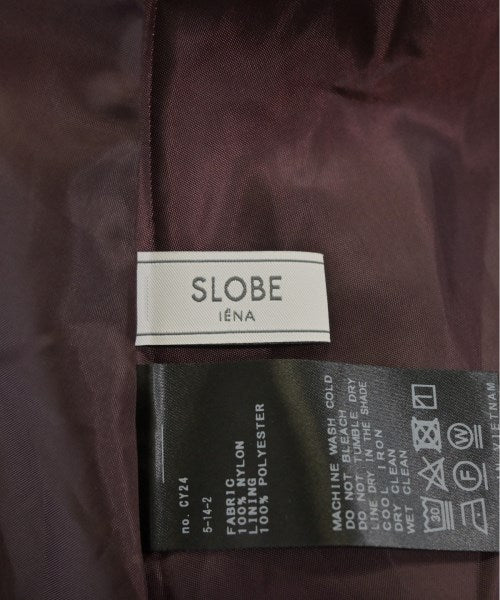 SLOBE
IÉNA
no. CY24
5-14-2
FABRIC
100% NYLON
LINING-1
100% POLYESTER
MACHINE WASH COLD
DO NOT BLEACH
DO NOT TUMBLE DRY
LINE DRY IN THE SHADE
COOL IRON
DRY CLEAN
WET CLEAN